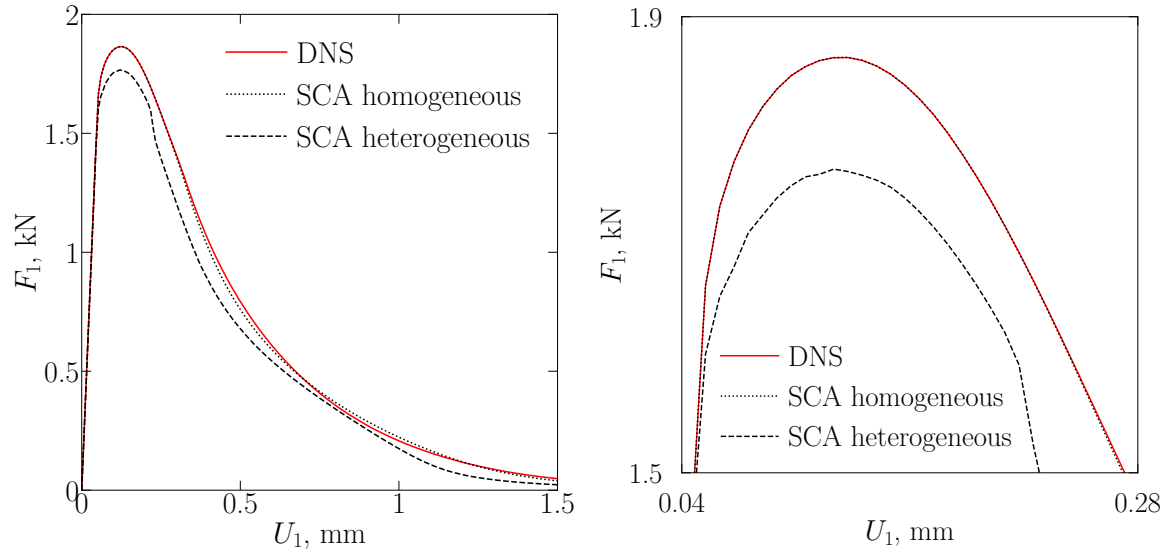 2
1.5
1
0.5
0
0
0.5
1
1.5
F₁, kN
U₁, mm
DNS
SCA homogeneous
SCA heterogeneous
1.9
1.5
0.04
0.28
F₁, kN
U₁, mm
DNS
SCA homogeneous
SCA heterogeneous